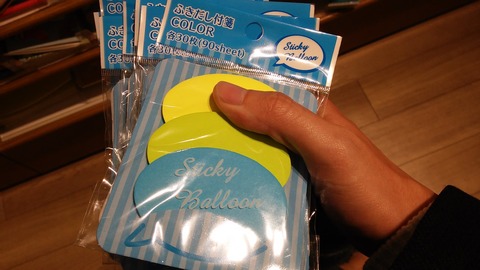 ふきだし付箋
COLOR
各30枚(90sheet)
Sticky
Balloon
Sticky
Balloon